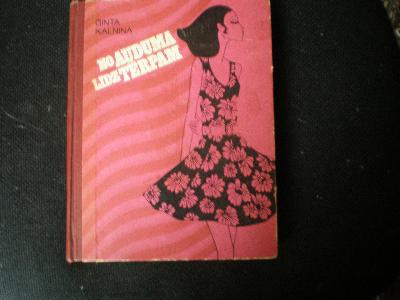 GINTA
KALNIŅA
NO AUDUMA
LĪDZ TĒRPAM